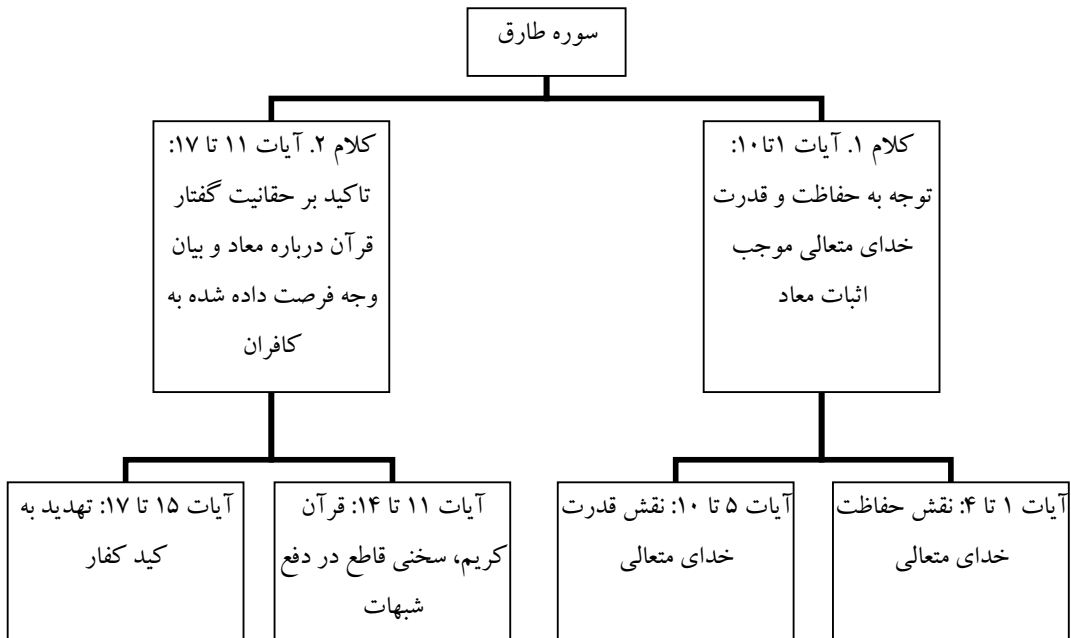 سوره طارق
کلام ۱. آیات ۱تا۱۰:
توجه به حفاظت و قدرت
خدای متعالی موجب
اثبات معاد
کلام ۲. آیات ۱۱ تا ۱۷:
تاکید بر حقانیت گفتار
قرآن درباره معاد و بیان
وجه فرصت داده شده به
کافران
آیات ۱ تا ۴: نقش حفاظت
خدای متعالی
آیات ۵ تا ۱۰: نقش قدرت
خدای متعالی
آیات ۱۱ تا ۱۴: قرآن
کریم، سخنی قاطع در دفع
شبهات
آیات ۱۵ تا ۱۷: تهدید به
کید کفار